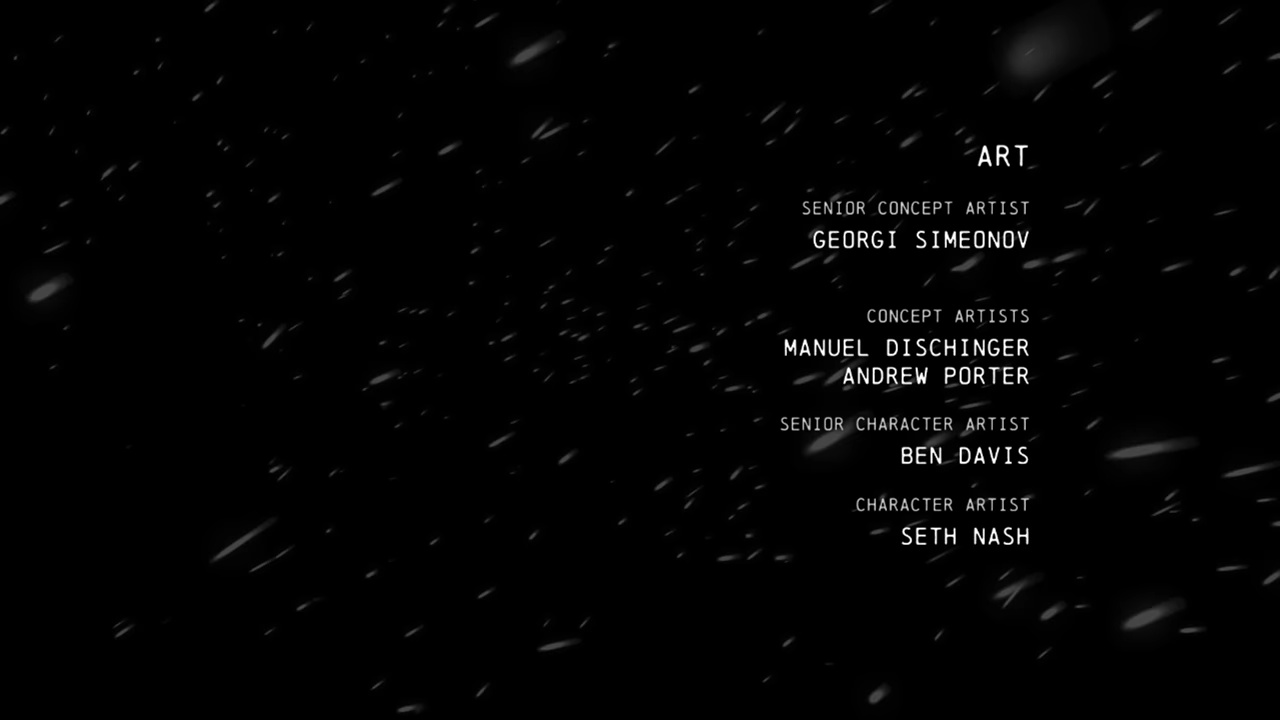 ART
SENIOR CONCEPT ARTIST
GEORGI SIMEONOV
CONCEPT ARTISTS
MANUEL DISCHINGER
ANDREW PORTER
SENIOR CHARACTER ARTIST
BEN DAVIS
CHARACTER ARTIST
SETH NASH